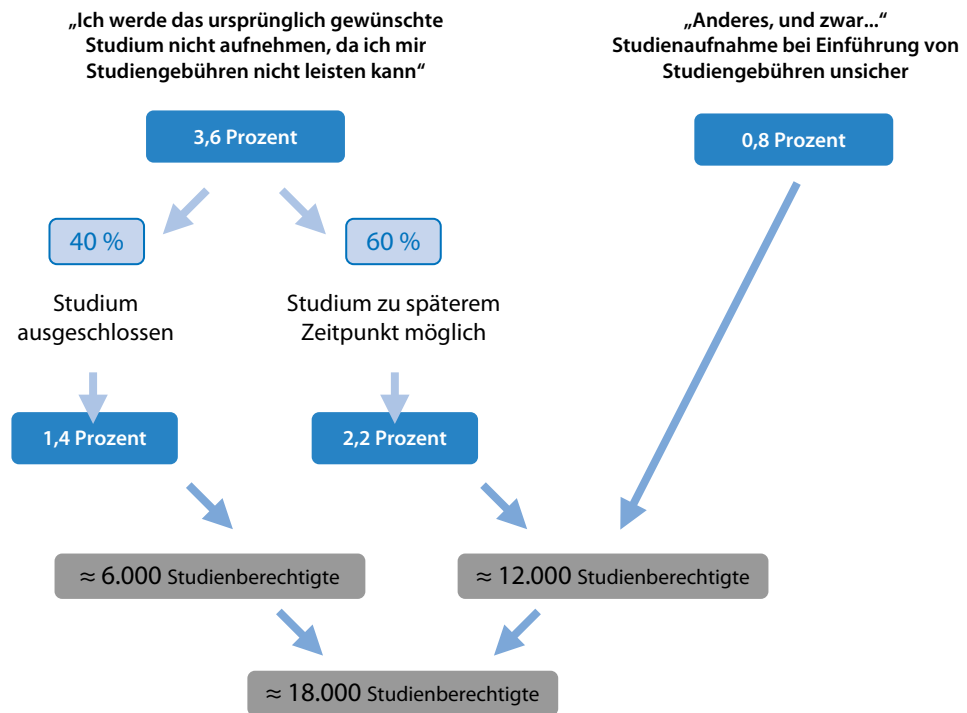 „Ich werde das ursprünglich gewünschte
Studium nicht aufnehmen, da ich mir
Studiengebühren nicht leisten kann“
„Anderes, und zwar...“
Studienaufnahme bei Einführung von
Studiengebühren unsicher
3,6 Prozent
0,8 Prozent
40 %
60 %
Studium
ausgeschlossen
Studium zu späterem
Zeitpunkt möglich
1,4 Prozent
2,2 Prozent
≈ 6.000 Studienberechtigte
≈ 12.000 Studienberechtigte
≈ 18.000 Studienberechtigte